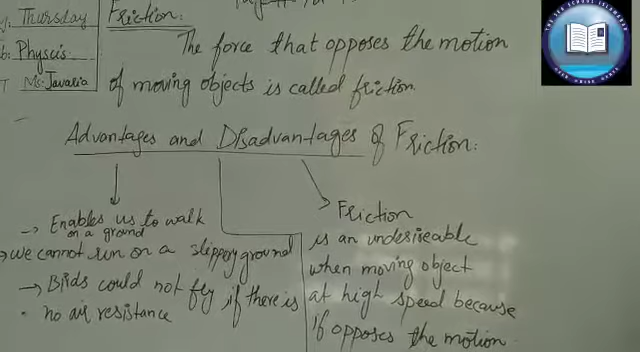 Thursday
Physcis
Ms: Javaria
Friction:
The force that opposes the motion
of moving objects is called friction.
Advantages and Disadvantages of Friction:
→ Enables us to walk
on a ground
→ we cannot run on a slippery ground
→ Birds could not fly if there is
no air resistance
Friction
is an undesireable
when moving object
at high speed because
if opposes the motion